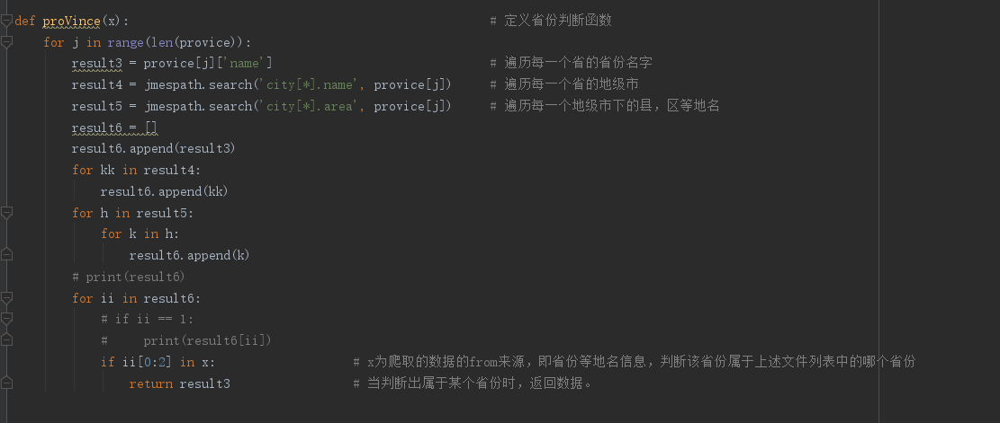 def proVince(x): # 定义省份判断函数
for j in range(len(provice)):
result3 = provice[j]['name'] # 遍历每一个省的省份名字
result4 = jmespath.search('city[*].name', provice[j]) # 遍历每一个省的地级市
result5 = jmespath.search('city[*].area', provice[j]) # 遍历每一个地级市下的县，区等地名
result6 = []
result6.append(result3)
for kk in result4:
result6.append(kk)
for h in result5:
for k in h:
result6.append(k)
# print(result6)
for ii in result6:
# if ii == 1:
# print(result6[ii])
if ii[0:2] in x: # x为爬取的数据的from来源，即省份等地名信息，判断该省份属于上述文件列表中的哪个省份
return result3 # 当判断出属于某个省份时，返回数据。